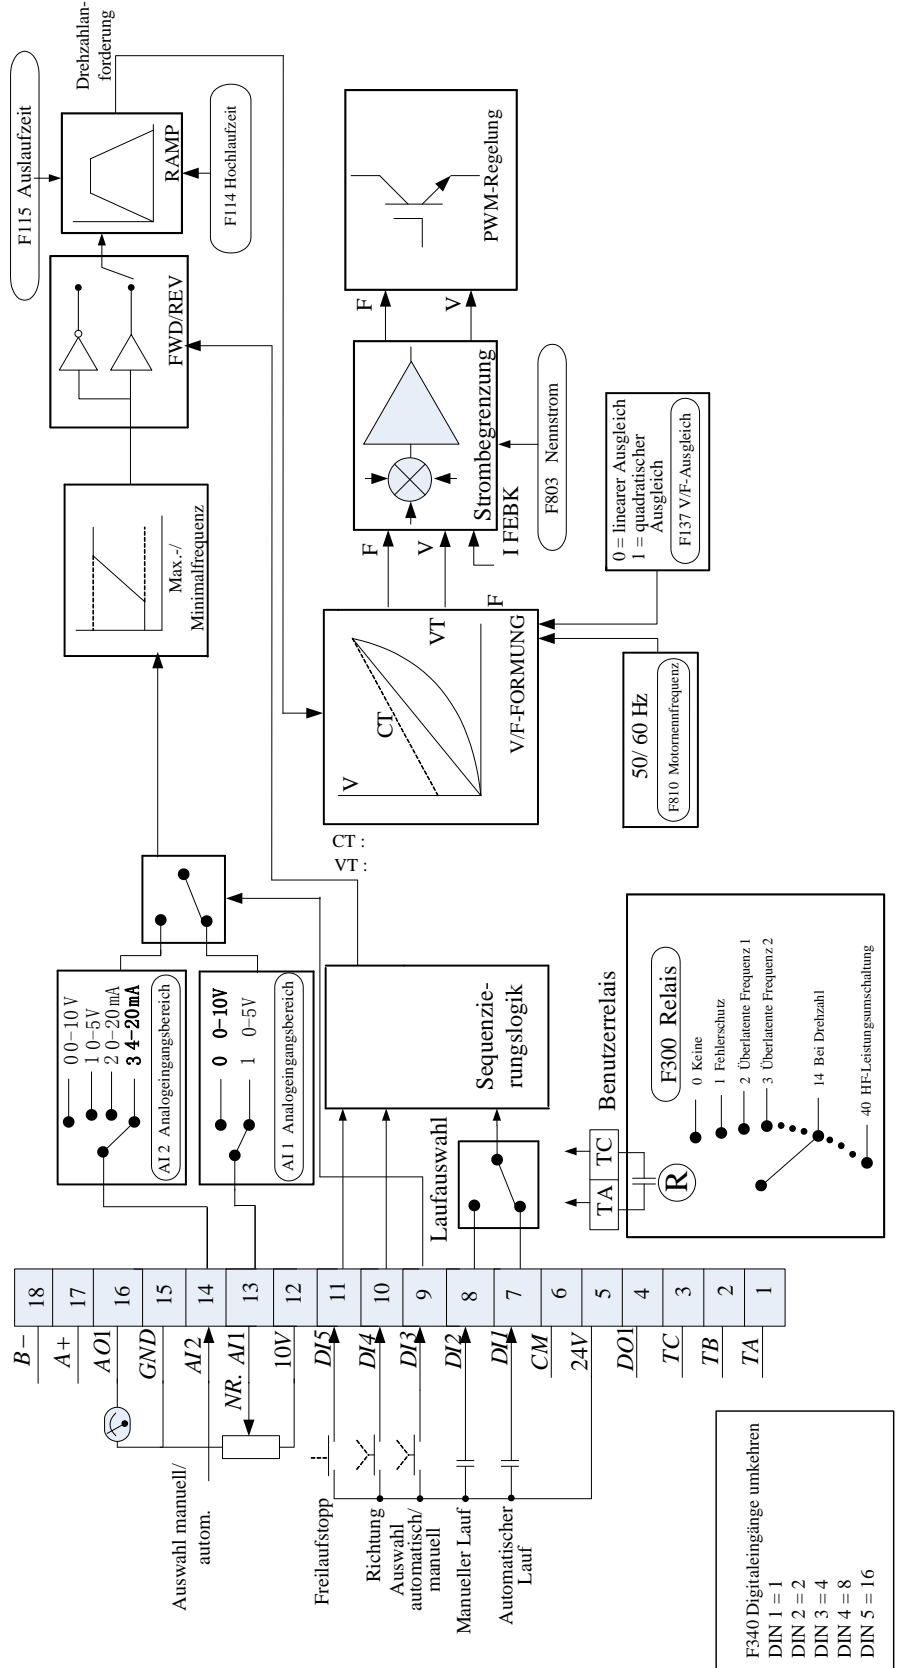 F115 Auslaufzeit
Drehzahlan-
forderung
RAMP
F114 Hochlaufzeit
FWD/REV
Max.-/
Minimalfrequenz
PWM-Regelung
F
V
Strombegrenzung
I FEBK
F803 Nennstrom
F
V
V
CT
VT
F
V/F-FORMUNG
CT :
VT :
0 = linearer Ausgleich
1 = quadratischer
Ausgleich
F137 V/F-Ausgleich
50/ 60 Hz
F810 Motornennfrequenz
0 0-10V
1 0-5V
2 0-20mA
3 4-20mA
AI 2 Analogeingangsbereich
0 0-10V
1 0-5V
AI 1 Analogeingangsbereich
Sequenzie-
rungslogik
Laufauswahl
Benutzerrelais
TA TC
R
F300 Relais
0 Keine
1 Fehlerschutz
2 Überlatente Frequenz 1
3 Überlatente Frequenz 2
14 Bei Drehzahl
40 HF-Leistungsumschaltung
B- 18
A+ 17
AO1 16
GND 15
AI2 14
NR. AI1 13
10V 12
DI5 11
DI4 10
DI3 9
DI2 8
DI1 7
CM 6
24V 5
DO1 4
TC 3
TB 2
TA 1
Auswahl manuell/
autom.
Freilaufstopp
Richtung
Auswahl
automatisch/
manuell
Manueller Lauf
Automatischer
Lauf
F340 Digitaleingänge umkehren
DIN 1 = 1
DIN 2 = 2
DIN 3 = 4
DIN 4 = 8
DIN 5 = 16